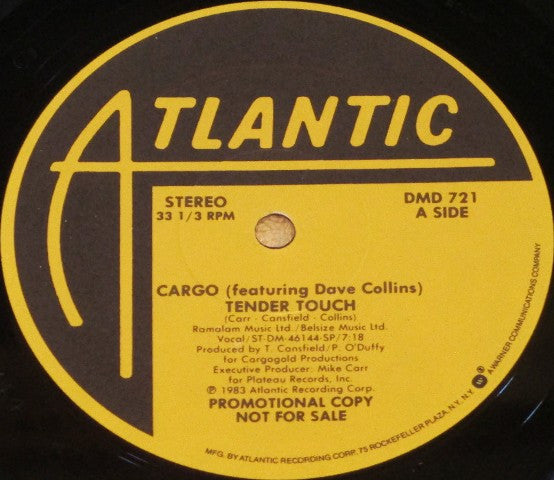 ATLANTIC
STEREO
33 1/3 RPM
DMD 721
A SIDE
CARGO (featuring Dave Collins)
TENDER TOUCH
(Carr - Cansfield - Collins)
Ramalam Music Ltd./Belsize Music Ltd.
Vocal/ST-DM-46144-SP/7:18
Produced by T. Cansfield/P. O'Duffy
for Cargogold Productions
Executive Producer: Mike Carr
for Plateau Records, Inc.
℗ 1983 Atlantic Recording Corp.
PROMOTIONAL COPY
NOT FOR SALE
MFG. BY ATLANTIC RECORDING CORP. 75 ROCKEFELLER PLAZA, N.Y. N.Y. ® A WARNER COMMUNICATIONS COMPANY